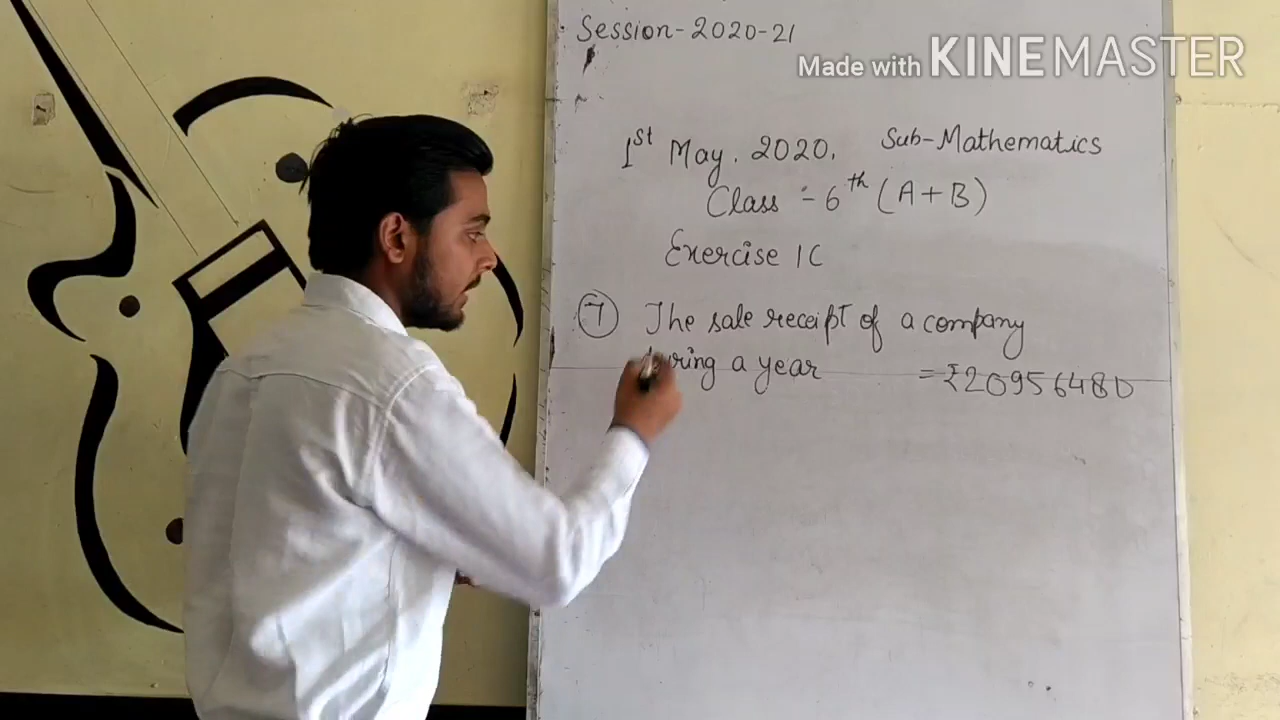 Session-2020-21
Made with KINEMASTER
1st May. 2020. Sub-Mathematics
Class :- 6th (A+B)
Exercise 1C
7 The sale receipt of a company
during a year = ₹20956480